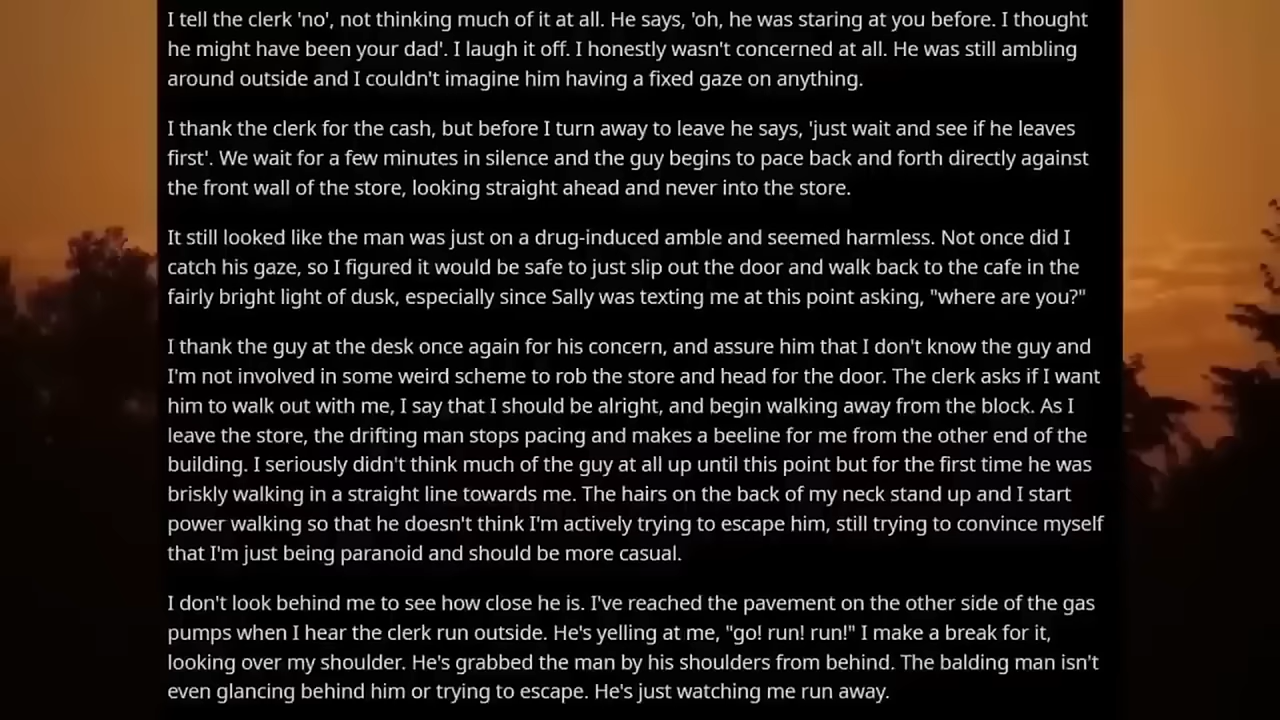 I tell the clerk 'no', not thinking much of it at all. He says, 'oh, he was staring at you before. I thought
he might have been your dad'. I laugh it off. I honestly wasn't concerned at all. He was still ambling
around outside and I couldn't imagine him having a fixed gaze on anything.
I thank the clerk for the cash, but before I turn away to leave he says, 'just wait and see if he leaves
first'. We wait for a few minutes in silence and the guy begins to pace back and forth directly against
the front wall of the store, looking straight ahead and never into the store.
It still looked like the man was just on a drug-induced amble and seemed harmless. Not once did I
catch his gaze, so I figured it would be safe to just slip out the door and walk back to the cafe in the
fairly bright light of dusk, especially since Sally was texting me at this point asking, "where are you?"
I thank the guy at the desk once again for his concern, and assure him that I don't know the guy and
I'm not involved in some weird scheme to rob the store and head for the door. The clerk asks if I want
him to walk out with me, I say that I should be alright, and begin walking away from the block. As I
leave the store, the drifting man stops pacing and makes a beeline for me from the other end of the
building. I seriously didn't think much of the guy at all up until this point but for the first time he was
briskly walking in a straight line towards me. The hairs on the back of my neck stand up and I start
power walking so that he doesn't think I'm actively trying to escape him, still trying to convince myself
that I'm just being paranoid and should be more casual.
I don't look behind me to see how close he is. I've reached the pavement on the other side of the gas
pumps when I hear the clerk run outside. He's yelling at me, "go! run! run!" I make a break for it,
looking over my shoulder. He's grabbed the man by his shoulders from behind. The balding man isn't
even glancing behind him or trying to escape. He's just watching me run away.